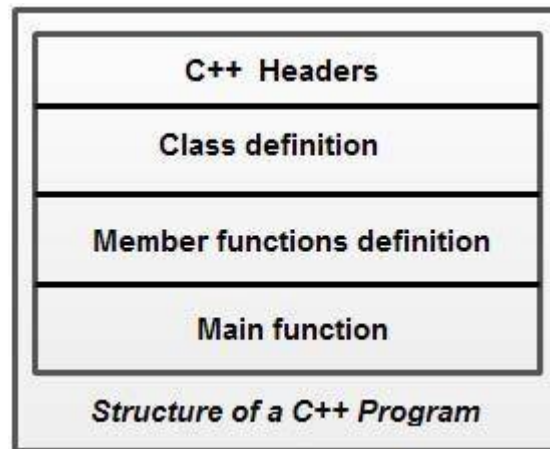 C++ Headers
Class definition
Member functions definition
Main function
Structure of a C++ Program